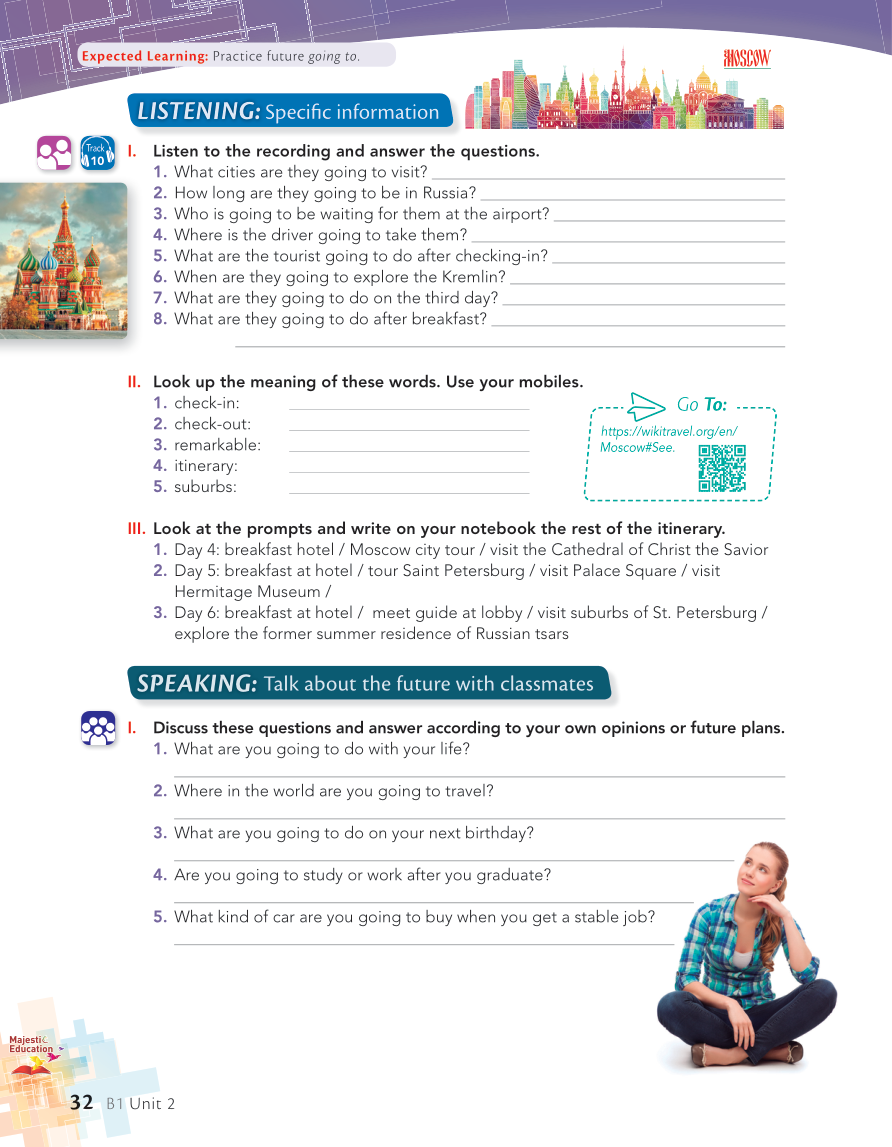 Expected Learning: Practice future going to.
MOSCOW
LISTENING: Specific information
Track
10
I. Listen to the recording and answer the questions.
1. What cities are they going to visit?
2. How long are they going to be in Russia?
3. Who is going to be waiting for them at the airport?
4. Where is the driver going to take them?
5. What are the tourist going to do after checking-in?
6. When are they going to explore the Kremlin?
7. What are they going to do on the third day?
8. What are they going to do after breakfast?
II. Look up the meaning of these words. Use your mobiles.
1. check-in:
2. check-out:
3. remarkable:
4. itinerary:
5. suburbs:
Go To:
https://wikitravel.org/en/
Moscow#See.
III. Look at the prompts and write on your notebook the rest of the itinerary.
1. Day 4: breakfast hotel / Moscow city tour / visit the Cathedral of Christ the Savior
2. Day 5: breakfast at hotel / tour Saint Petersburg / visit Palace Square / visit
Hermitage Museum /
3. Day 6: breakfast at hotel / meet guide at lobby / visit suburbs of St. Petersburg /
explore the former summer residence of Russian tsars
SPEAKING: Talk about the future with classmates
I. Discuss these questions and answer according to your own opinions or future plans.
1. What are you going to do with your life?
2. Where in the world are you going to travel?
3. What are you going to do on your next birthday?
4. Are you going to study or work after you graduate?
5. What kind of car are you going to buy when you get a stable job?
Majestic
Education
32 B1 Unit 2